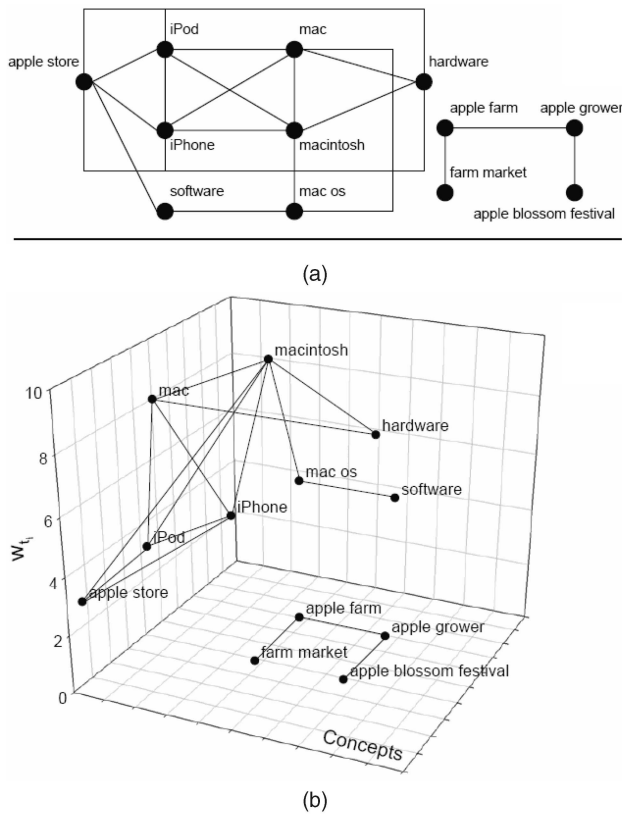 iPod mac
apple store hardware
apple farm apple grower
iPhone macintosh
farm market
software mac os
apple blossom festival
(a)
macintosh
10
mac
hardware
8
mac os
software
iPhone
6
iPod
w_{t_i}
4
apple store
apple farm
apple grower
2
farm market
apple blossom festival
0
Concepts
(b)